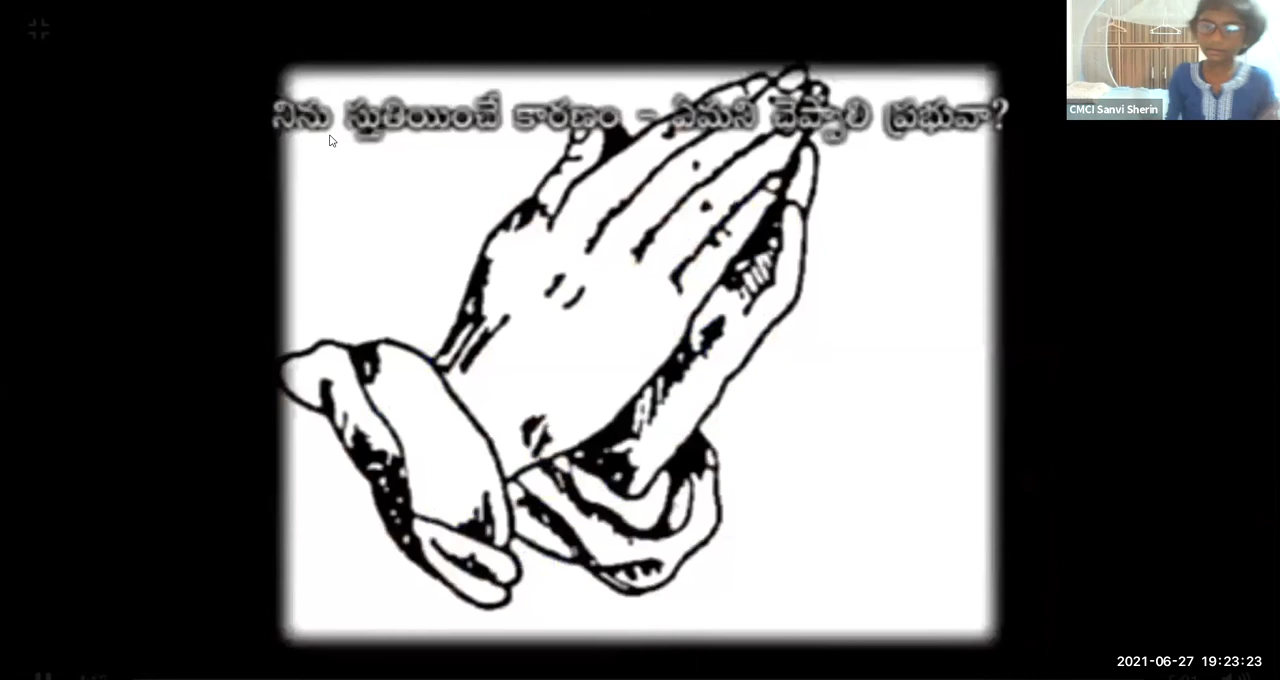 నిను స్తుతియించే కారణం - ఏమని చెప్పాలి ప్రభువా?
CMCI Sanvi Sherin
2021-06-27 19:23:23